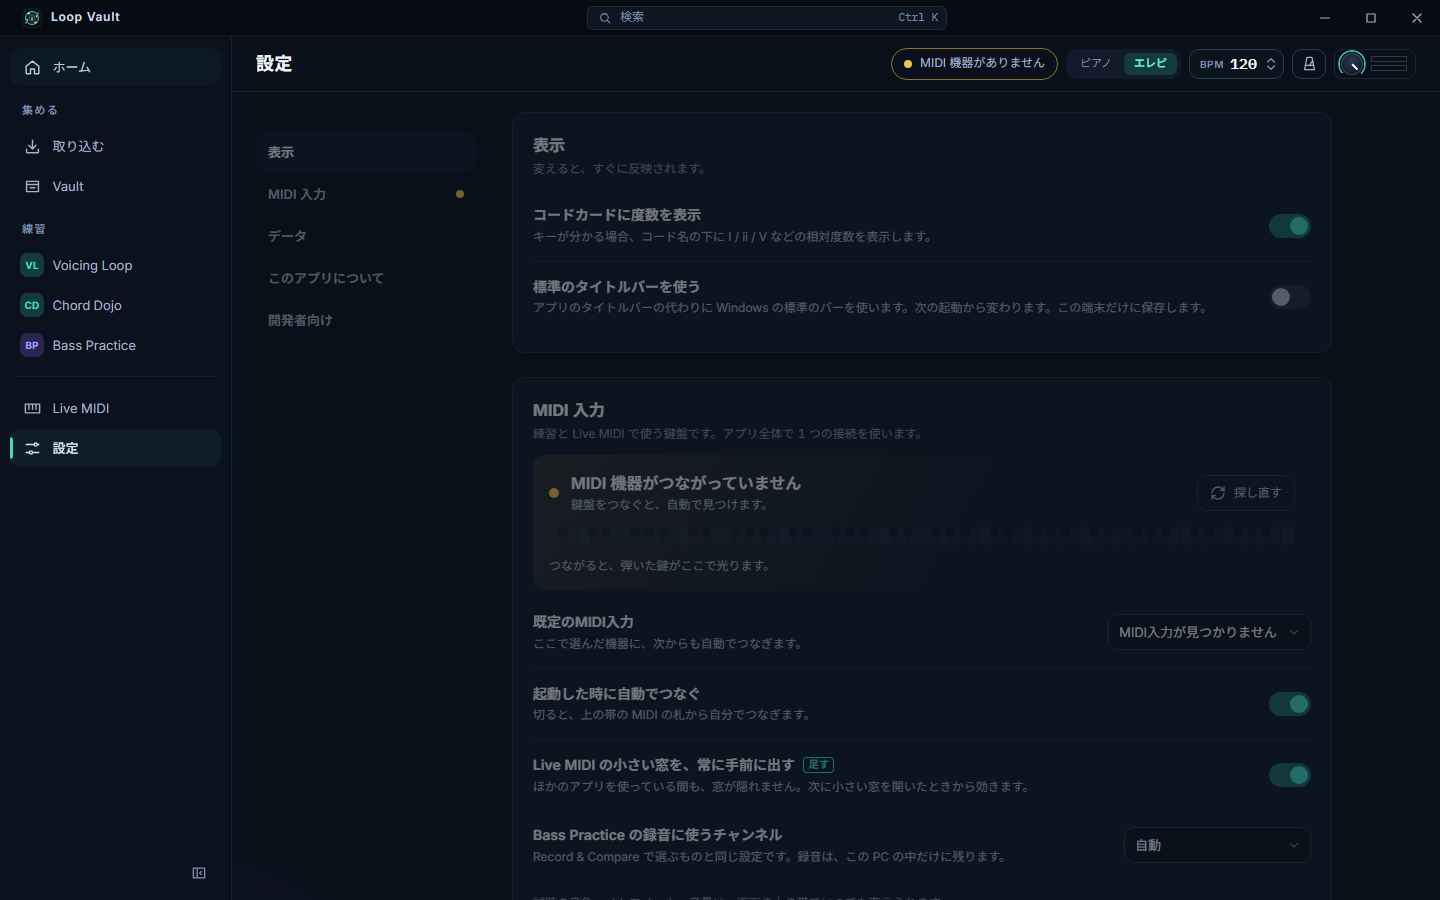 Loop Vault
検索
Ctrl K
ホーム
集める
取り込む
Vault
練習
VL Voicing Loop
CD Chord Dojo
BP Bass Practice
Live MIDI
設定
設定
MIDI 機器がありません
ピアノ
エレピ
BPM 120
表示
MIDI 入力
データ
このアプリについて
開発者向け
表示
変えると、すぐに反映されます。
コードカードに度数を表示
キーが分かる場合、コード名の下に I / ii / V などの相対度数を表示します。
標準のタイトルバーを使う
アプリのタイトルバーの代わりに Windows の標準のバーを使います。次の起動から変わります。この端末だけに保存します。
MIDI 入力
練習と Live MIDI で使う鍵盤です。アプリ全体で 1 つの接続を使います。
MIDI 機器がつながっていません
鍵盤をつなぐと、自動で見つけます。
探し直す
つながると、弾いた鍵がここで光ります。
既定のMIDI入力
ここで選んだ機器に、次からも自動でつなぎます。
MIDI入力が見つかりません
起動した時に自動でつなぐ
切ると、上の帯の MIDI の札から自分でつなぎます。
Live MIDI の小さい窓を、常に手前に出す 足す
ほかのアプリを使っている間も、窓が隠れません。次に小さい窓を開いたときから効きます。
Bass Practice の録音に使うチャンネル
Record & Compare で選ぶものと同じ設定です。録音は、この PC の中だけに残ります。
自動